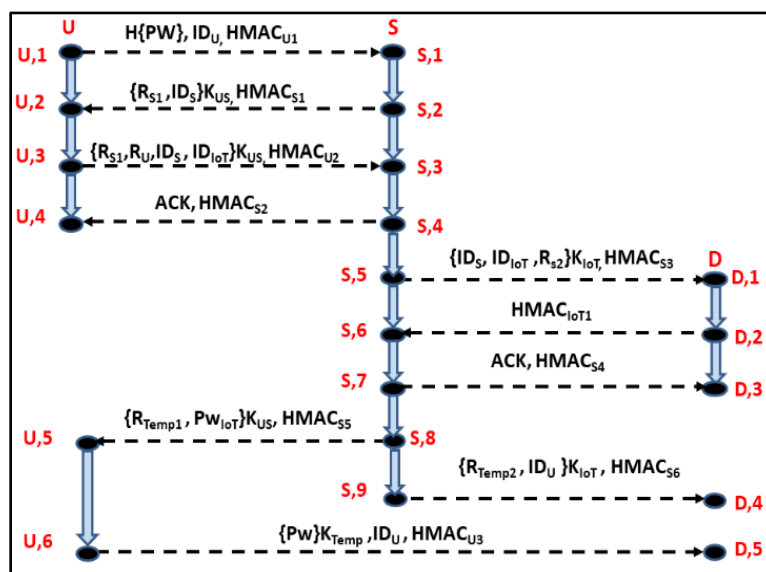 U S
U,1 H{PW}, ID_U, HMAC_U1 S,1
U,2 {R_S1 ,ID_S}K_US, HMAC_S1 S,2
U,3 {R_S1,R_U,ID_S , ID_IoT}K_US, HMAC_U2 S,3
U,4 ACK, HMAC_S2 S,4
D
S,5 {ID_S, ID_IoT ,R_s2}K_IoT, HMAC_S3 D,1
S,6 HMAC_IoT1 D,2
S,7 ACK, HMAC_S4 D,3
U,5 {R_Temp1 , Pw_IoT}K_US, HMAC_S5 S,8
S,9 {R_Temp2 , ID_U }K_IoT , HMAC_S6 D,4
U,6 {Pw}K_Temp ,ID_U, HMAC_U3 D,5